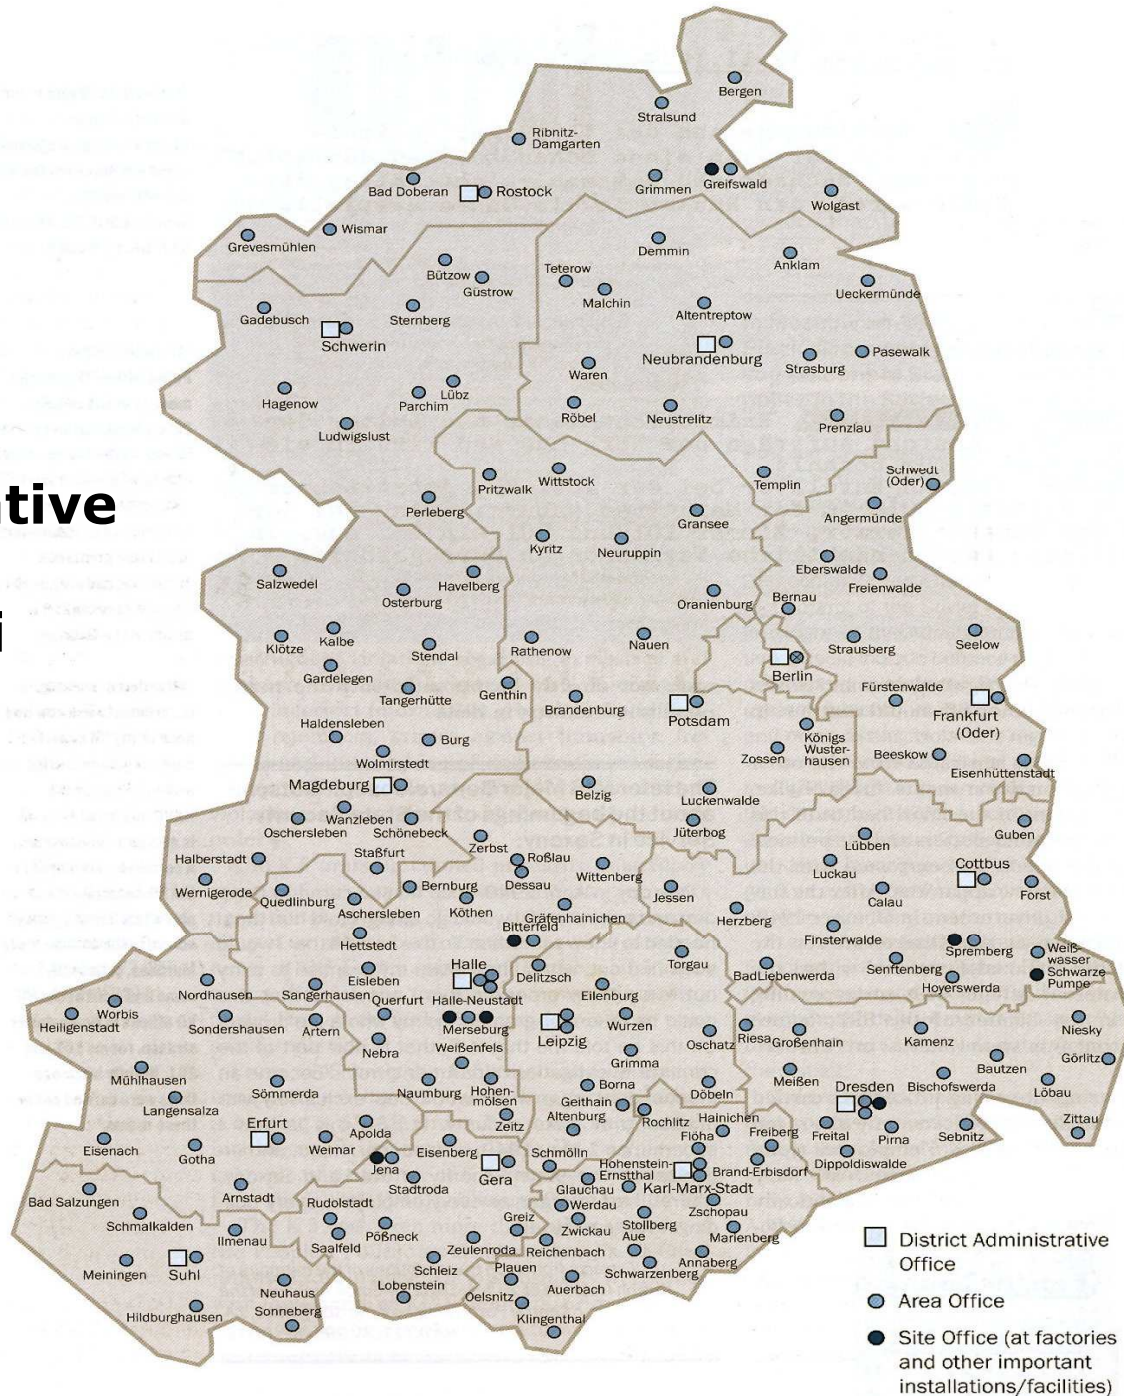 ative
i
Bergen
Stralsund
Ribnitz-
Damgarten
Bad Doberan
Rostock
Grimmen
Greifswald
Wolgast
Grevesmühlen
Wismar
Demmin
Anklam
Bützow
Güstrow
Teterow
Malchin
Ueckermünde
Gadebusch
Sternberg
Altentreptow
Schwerin
Neubrandenburg
Strasburg
Pasewalk
Waren
Hagenow
Parchim
Lübz
Röbel
Neustrelitz
Prenzlau
Ludwigslust
Schwedt
(Oder)
Pritzwalk
Wittstock
Templin
Perleberg
Gransee
Angermünde
Kyritz
Neuruppin
Eberswalde
Freienwalde
Salzwedel
Havelberg
Osterburg
Oranienburg
Bernau
Klötze
Kalbe
Stendal
Rathenow
Nauen
Strausberg
Seelow
Gardelegen
Berlin
Tangerhütte
Genthin
Brandenburg
Potsdam
Fürstenwalde
Frankfurt
(Oder)
Haldensleben
Burg
Wolmirstedt
Zossen
Königs
Wuster-
hausen
Beeskow
Eisenhüttenstadt
Magdeburg
Belzig
Luckenwalde
Wanzleben
Oschersleben
Schönebeck
Jüterbog
Guben
Zerbst
Lübben
Halberstadt
Staßfurt
Roßlau
Dessau
Wittenberg
Luckau
Cottbus
Wernigerode
Quedlinburg
Bernburg
Aschersleben
Köthen
Jessen
Calau
Forst
Gräfenhainichen
Herzberg
Hettstedt
Bitterfeld
Finsterwalde
Spremberg
Weiß-
wasser
Schwarze
Pumpe
Nordhausen
Sangerhausen
Eisleben
Halle
Delitzsch
Torgau
BadLiebenwerda
Senftenberg
Hoyerswerda
Worbis
Heiligenstadt
Sondershausen
Artern
Querfurt
Halle-Neustadt
Merseburg
Eilenburg
Leipzig
Wurzen
Oschatz
Riesa
Großenhain
Kamenz
Niesky
Nebra
Weißenfels
Grimma
Görlitz
Mühlhausen
Langensalza
Sömmerda
Naumburg
Hohen-
mölsen
Borna
Döbeln
Meißen
Bischofswerda
Bautzen
Löbau
Zeitz
Geithain
Altenburg
Rochlitz
Hainichen
Dresden
Freital
Pirna
Sebnitz
Zittau
Eisenach
Gotha
Erfurt
Weimar
Apolda
Jena
Eisenberg
Gera
Schmölln
Flöha
Freiberg
Dippoldiswalde
Stadtroda
Hohenstein-
Ernstthal
Karl-Marx-Stadt
Brand-Erbisdorf
Bad Salzungen
Arnstadt
Rudolstadt
Glauchau
Werdau
Zschopau
Schmalkalden
Ilmenau
Saalfeld
Pößneck
Greiz
Zwickau
Stollberg
Marienberg
Meiningen
Suhl
Zeulenroda
Reichenbach
Aue
Annaberg
Schleiz
Plauen
Schwarzenberg
Neuhaus
Lobenstein
Oelsnitz
Auerbach
Hildburghausen
Sonneberg
Klingenthal
District Administrative
Office
Area Office
Site Office (at factories
and other important
installations/facilities)